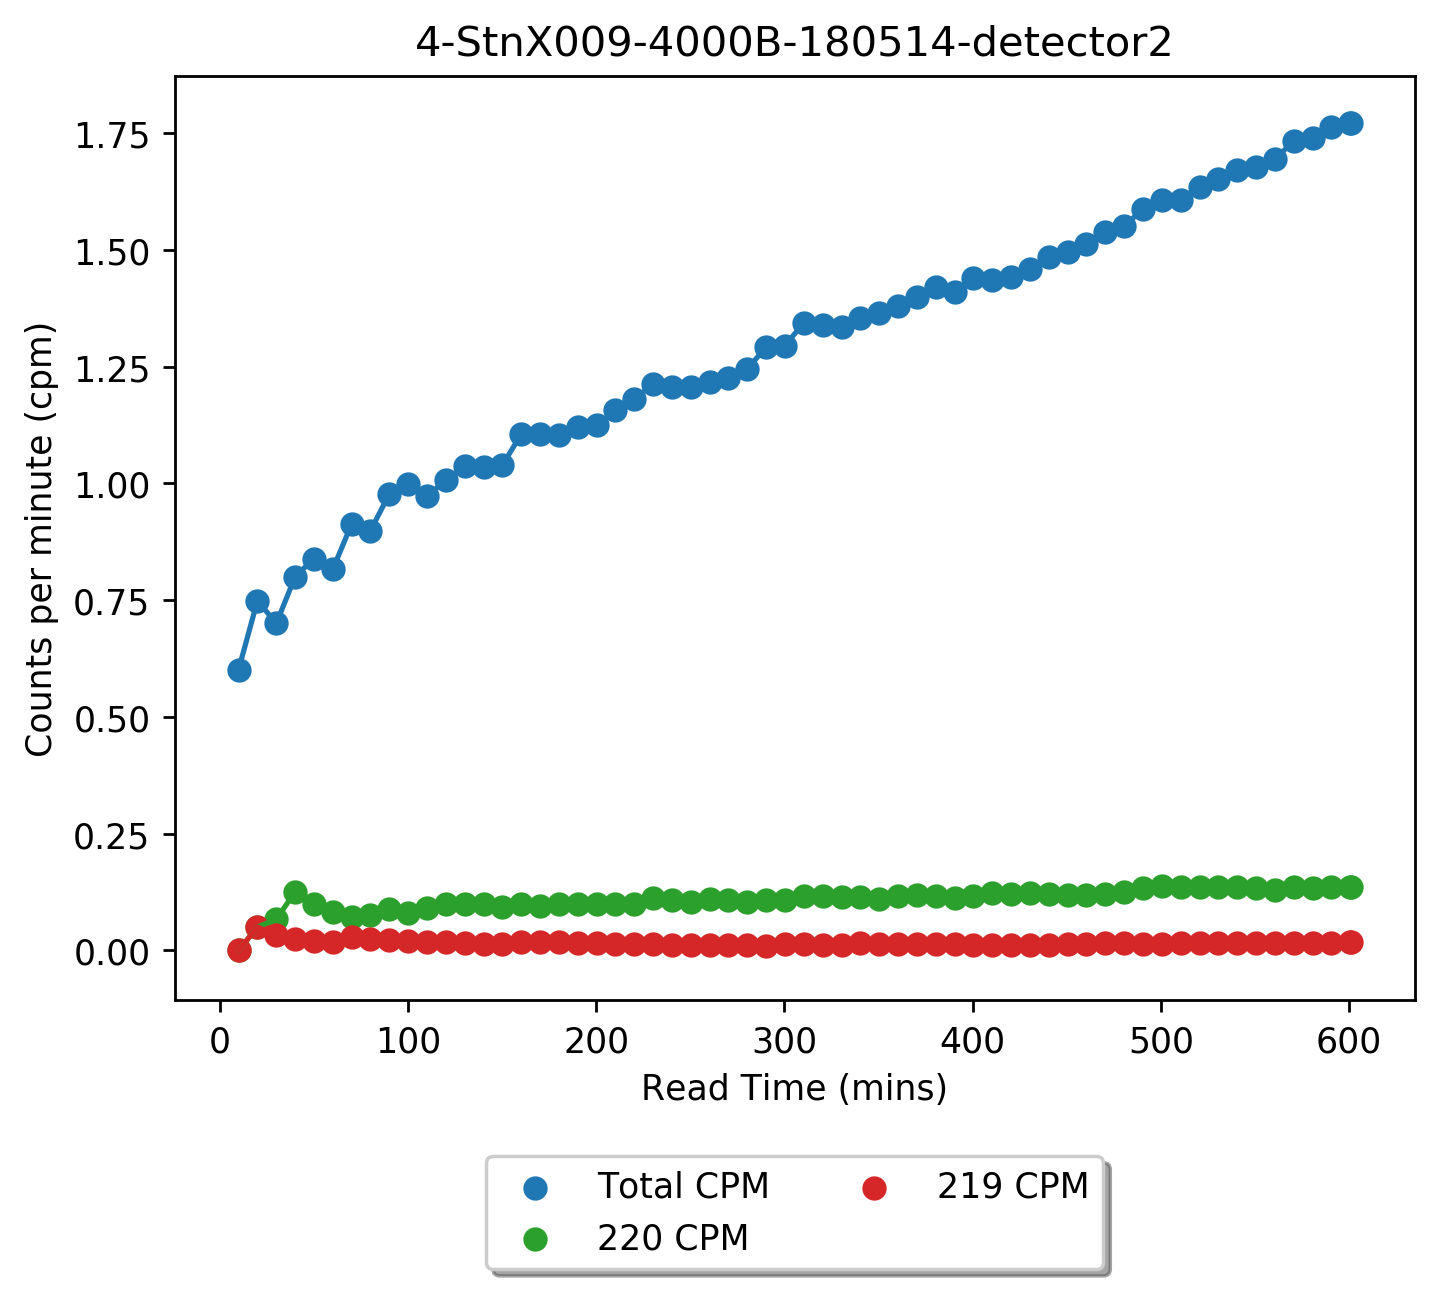 4-StnX009-4000B-180514-detector2
Counts per minute (cpm)
1.75
1.50
1.25
1.00
0.75
0.50
0.25
0.00
0 100 200 300 400 500 600
Read Time (mins)
Total CPM 219 CPM
220 CPM